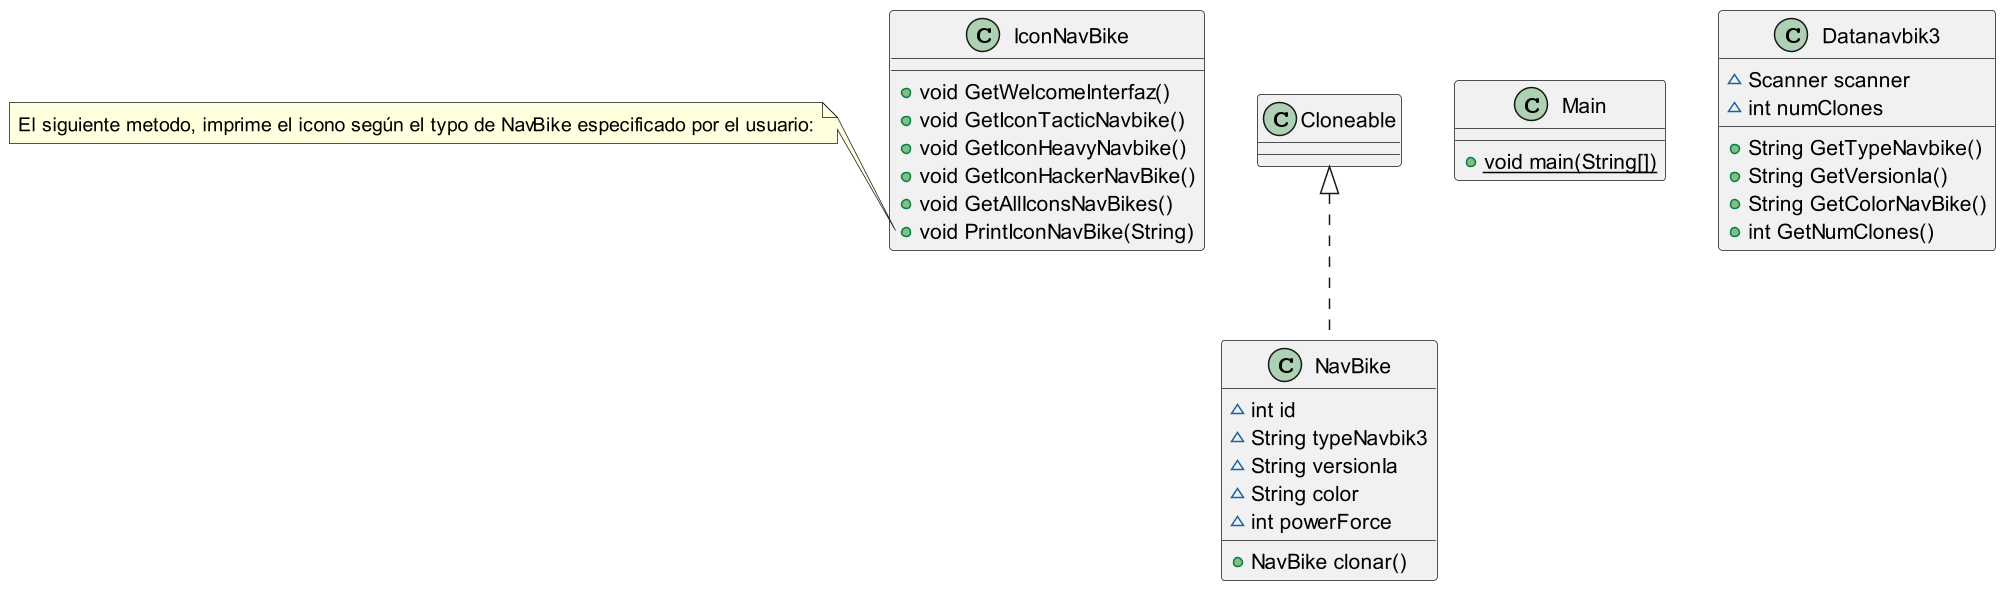 El siguiente metodo, imprime el icono según el typo de NavBike especificado por el usuario:
C IconNavBike
void GetWelcomeInterfaz()
void GetIconTacticNavbike()
void GetIconHeavyNavbike()
void GetIconHackerNavBike()
void GetAllIconsNavBikes()
void PrintIconNavBike(String)
C Cloneable
C Main
void main(String[])
C Datanavbik3
Scanner scanner
int numClones
String GetTypeNavbike()
String GetVersionIa()
String GetColorNavBike()
int GetNumClones()
C NavBike
int id
String typeNavbik3
String versionIa
String color
int powerForce
NavBike clonar()